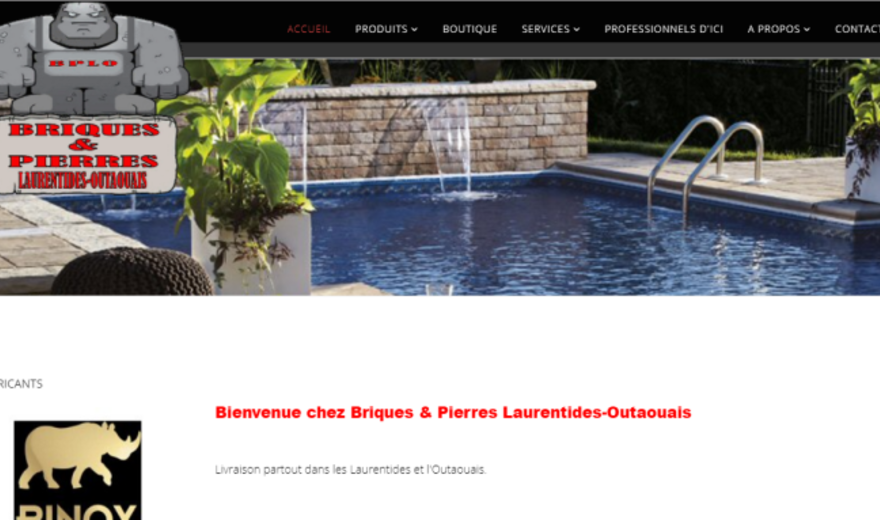 ACCUEIL PRODUITS BOUTIQUE SERVICES PROFESSIONNELS D'ICI A PROPOS CONTACT
BPLO
BRIQUES
&
PIERRES
LAURENTIDES-OUTAOUAIS
RICANTS
Bienvenue chez Briques & Pierres Laurentides-Outaouais
Livraison partout dans les Laurentides et l'Outaouais.
RINOX